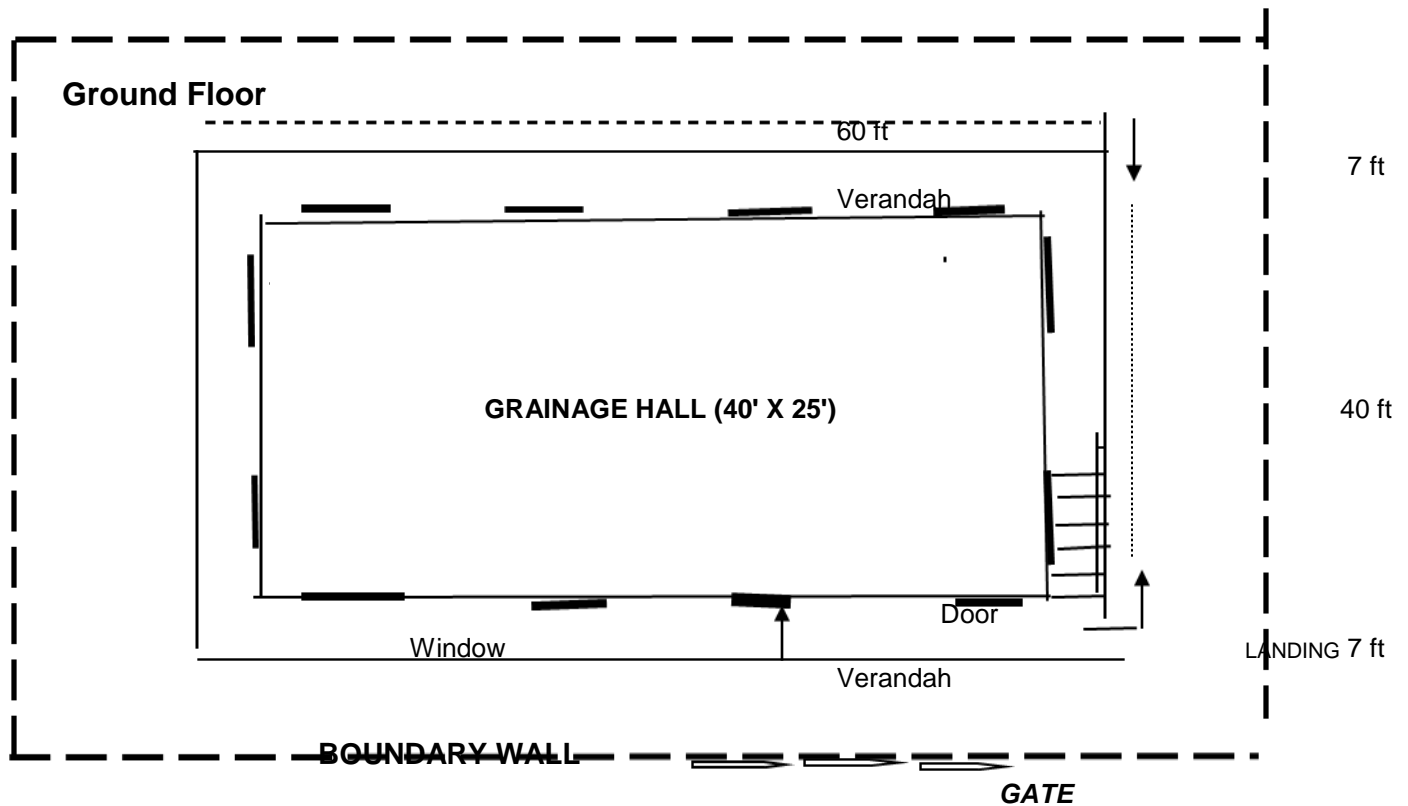 Ground Floor
60 ft
7 ft
Verandah
GRAINAGE HALL (40' X 25')
40 ft
Door
Window
LANDING 7 ft
Verandah
BOUNDARY WALL
GATE